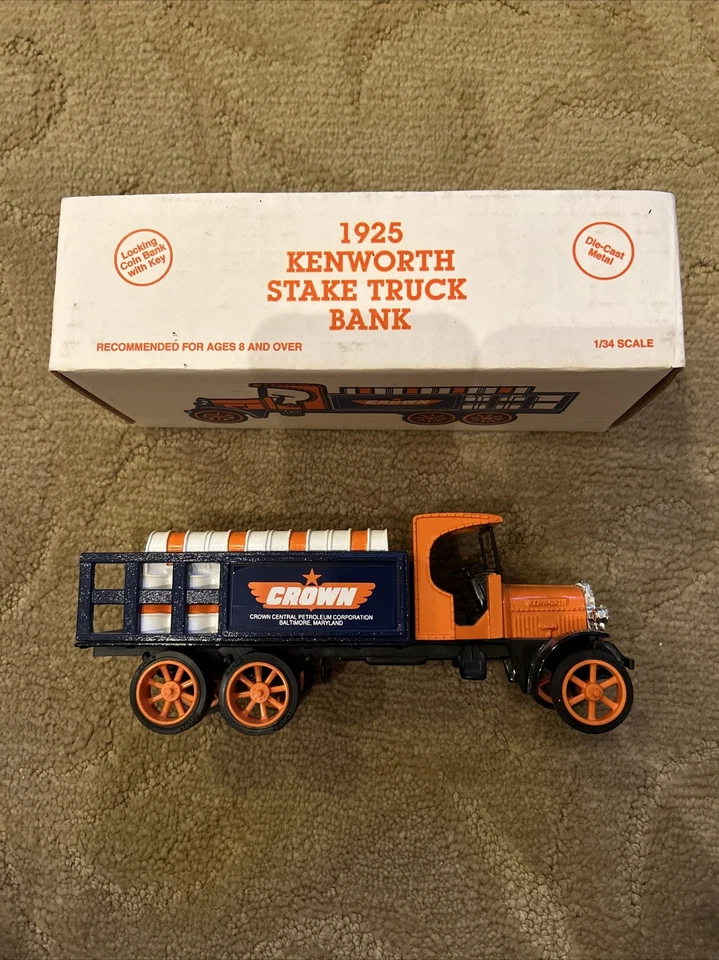 Locking
Coin Bank
with Key
1925
KENWORTH
STAKE TRUCK
BANK
Die-Cast
Metal
RECOMMENDED FOR AGES 8 AND OVER
1/34 SCALE
CROWN
CROWN
CROWN CENTRAL PETROLEUM CORPORATION
BALTIMORE, MARYLAND
KENWORTH